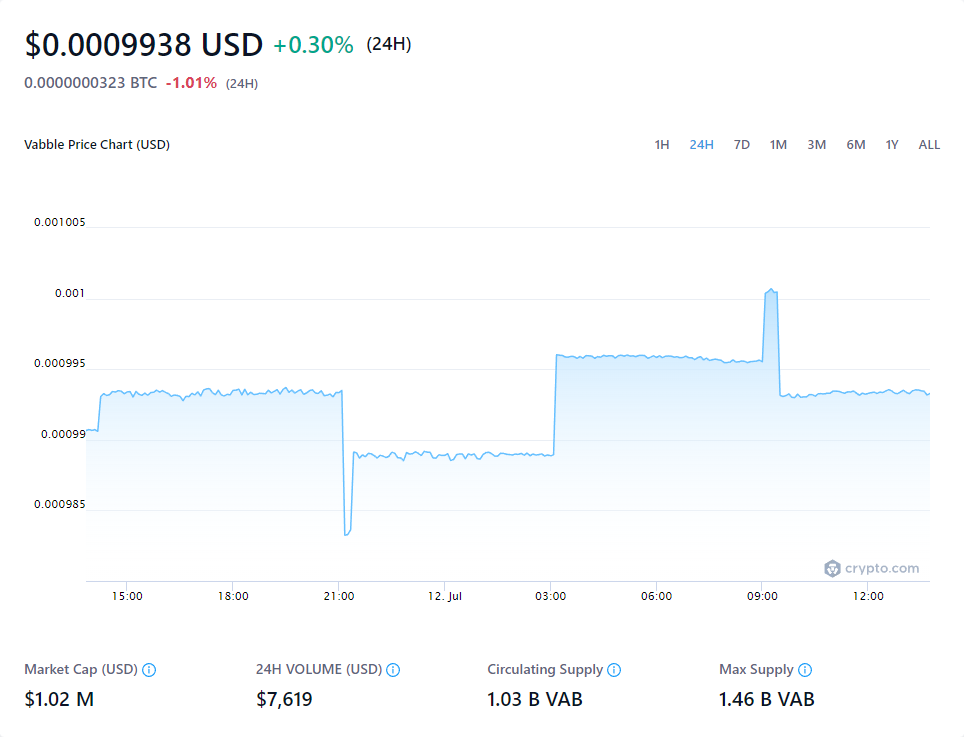 $0.0009938 USD +0.30% (24H)
0.0000000323 BTC -1.01% (24H)
Vabble Price Chart (USD) 1H 24H 7D 1M 3M 6M 1Y ALL
0.001005
0.001
0.000995
0.00099
0.000985
crypto.com
15:00 18:00 21:00 12. Jul 03:00 06:00 09:00 12:00
Market Cap (USD) 24H VOLUME (USD) Circulating Supply Max Supply
$1.02 M $7,619 1.03 B VAB 1.46 B VAB